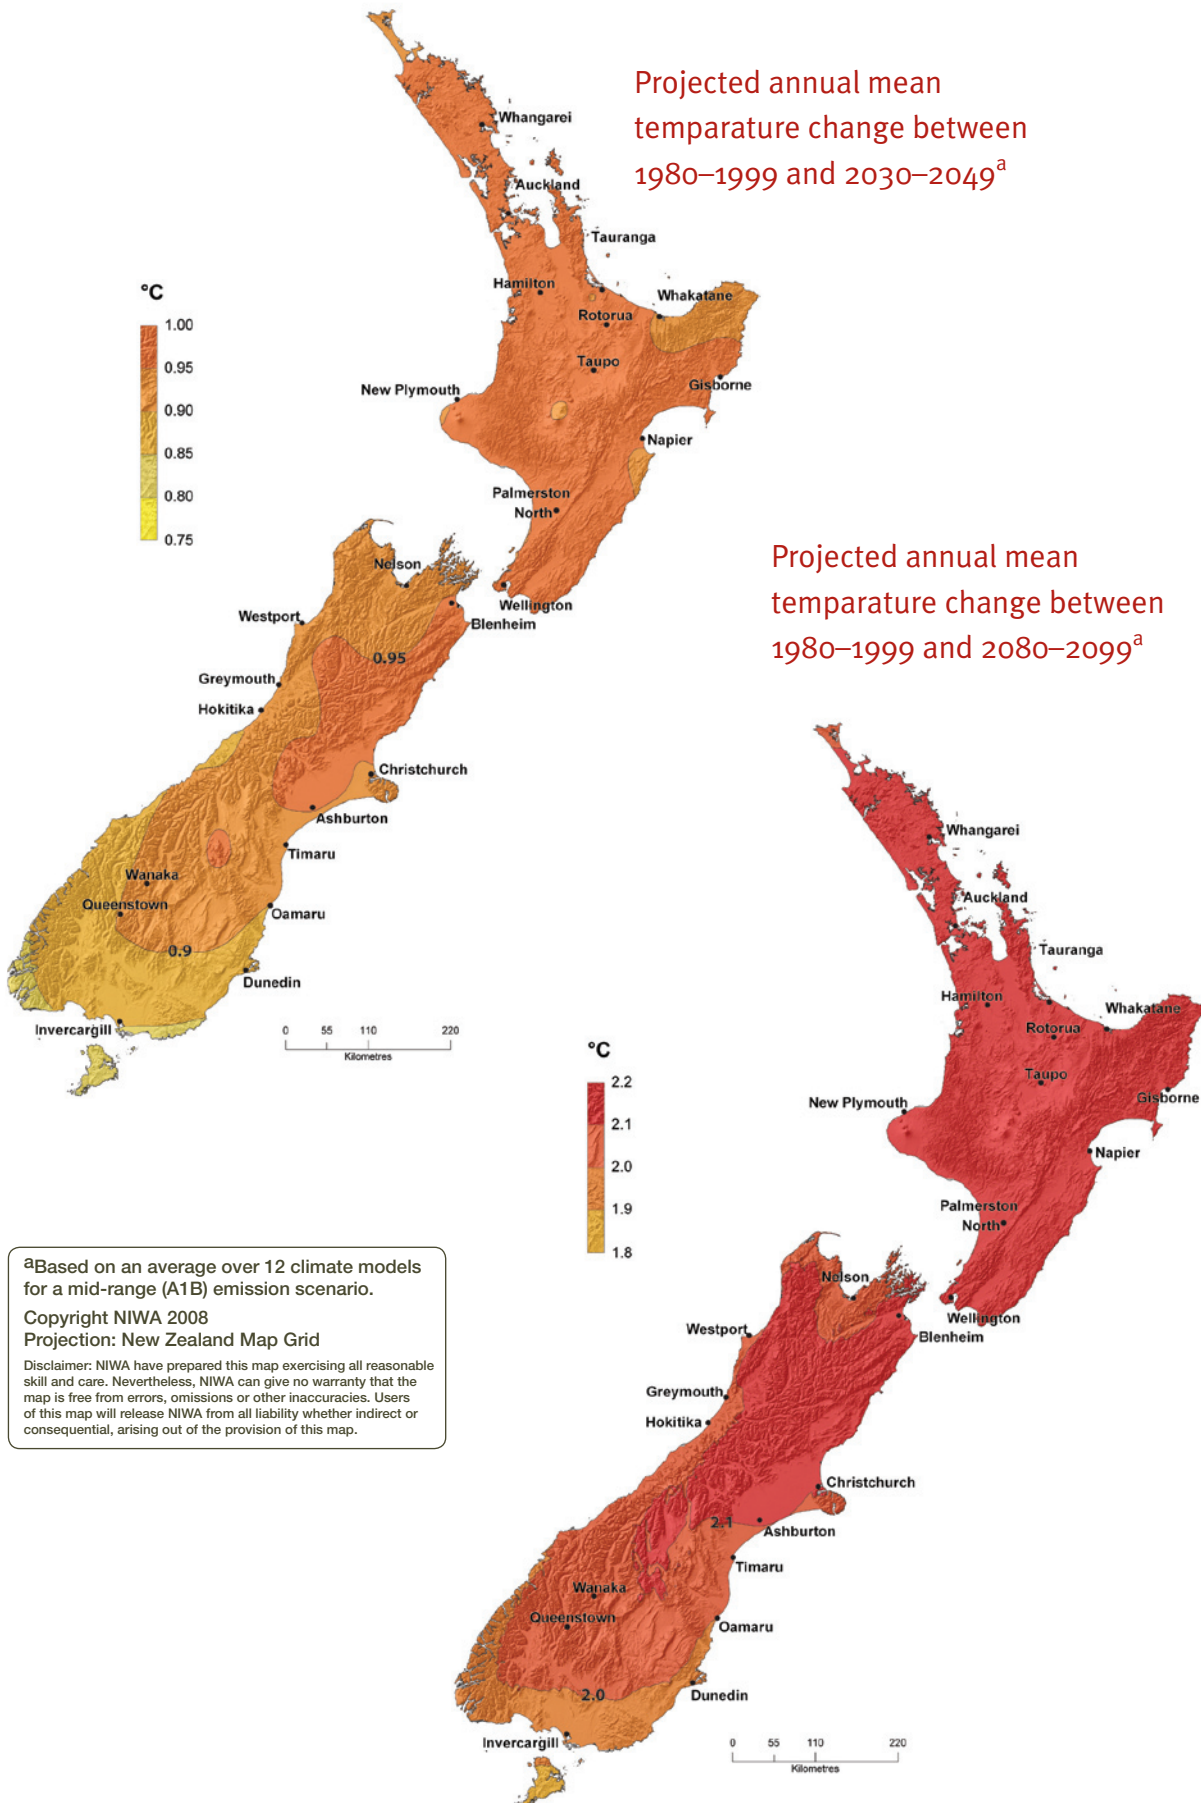 Projected annual mean
temparature change between
1980–1999 and 2030–2049a
Whangarei
Auckland
Tauranga
Hamilton
Whakatane
Rotorua
Taupo
Gisborne
New Plymouth
Napier
Palmerston
North
Wellington
°C
1.00
0.95
0.90
0.85
0.80
0.75
Nelson
Blenheim
Westport
0.95
Greymouth
Hokitika
Christchurch
Ashburton
Timaru
Wanaka
Queenstown
Oamaru
0.9
Dunedin
Invercargill
0 55 110 220
Kilometres
Projected annual mean
temparature change between
1980–1999 and 2080–2099a
Whangarei
Auckland
Tauranga
Hamilton
Whakatane
Rotorua
Taupo
Gisborne
New Plymouth
Napier
Palmerston
North
Wellington
°C
2.2
2.1
2.0
1.9
1.8
Nelson
Blenheim
Westport
Greymouth
Hokitika
Christchurch
2.1
Ashburton
Timaru
Wanaka
Queenstown
Oamaru
2.0
Dunedin
Invercargill
0 55 110 220
Kilometres
aBased on an average over 12 climate models
for a mid-range (A1B) emission scenario.
Copyright NIWA 2008
Projection: New Zealand Map Grid
Disclaimer: NIWA have prepared this map exercising all reasonable
skill and care. Nevertheless, NIWA can give no warranty that the
map is free from errors, omissions or other inaccuracies. Users
of this map will release NIWA from all liability whether indirect or
consequential, arising out of the provision of this map.